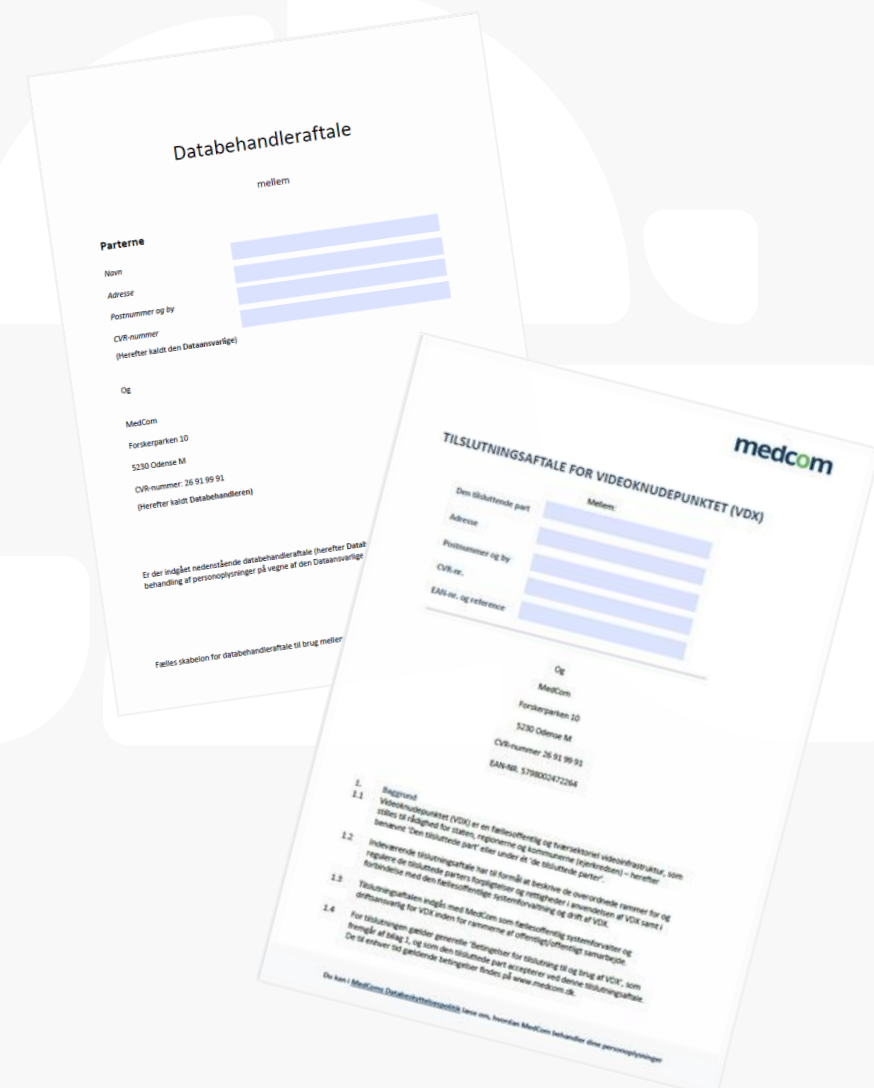 Databehandleraftale
mellem
Parterne
Navn
Adresse
Postnummer og by
CVR-nummer
(Herefter kaldt den Dataansvarlige)
Og
MedCom
Forskerparken 10
5230 Odense M
CVR-nummer: 26 91 99 91
(Herefter kaldt Databehandleren)
Er der indgået nedenstående databehandleraftale (herefter Datab
behandling af personoplysninger på vegne af den Dataansvarlige
Fælles skabelon for databehandleraftale til brug mellem
medcom
TILSLUTNINGSAFTALE FOR VIDEOKNUDEPUNKTET (VDX)
Mellem:
Den tilsluttende part
Adresse
Postnummer og by
CVR-nr.
EAN-nr. og reference
Og
MedCom
Forskerparken 10
5230 Odense M
CVR-nummer 26 91 99 91
EAN-NR. 5798002472264
1. Baggrund
1.1 Videoknudepunktet (VDX) er en fællesoffentlig og tværsektoriel videoinfrastruktur, som
stilles til rådighed for staten, regionerne og kommunerne (ejerkredsen) – herefter
benævnt 'Den tilsluttede part' eller under ét 'de tilsluttede parter'.
1.2 Indeværende tilslutningsaftale har til formål at beskrive de overordnede rammer for og
regulere de tilsluttede parters forpligtelser og rettigheder i anvendelsen af VDX samt i
forbindelse med den fællesoffentlige systemforvaltning og drift af VDX.
1.3 Tilslutningsaftalen indgås med MedCom som fællesoffentlig systemforvalter og
driftsansvarlig for VDX inden for rammerne af offentligt/offentligt samarbejde.
1.4 For tilslutningen gælder generelle 'Betingelser for tilslutning til og brug af VDX', som
fremgår af bilag 1, og som den tilsluttede part accepterer ved denne tilslutningsaftale.
De til enhver tid gældende betingelser findes på www.medcom.dk.
Du kan i MedComs Databeskyttelsespolitik læse om, hvordan MedCom behandler dine personoplysninger